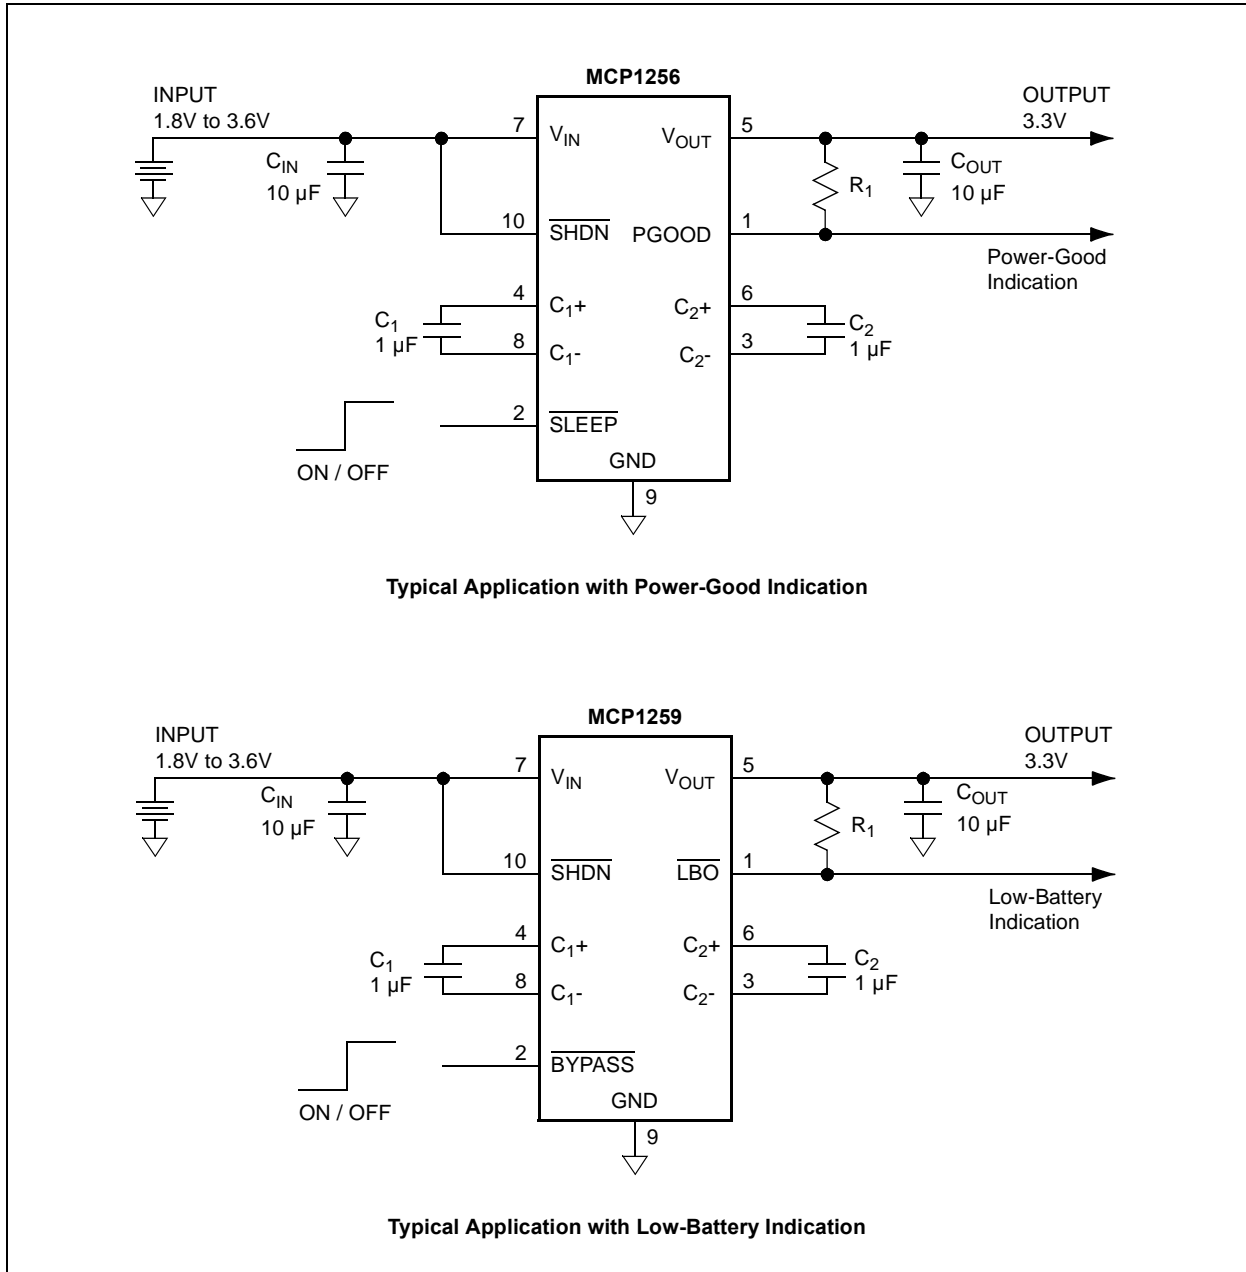 MCP1256
INPUT
1.8V to 3.6V
OUTPUT
3.3V
7
VIN
VOUT
5
CIN
10 µF
R1
COUT
10 µF
10
SHDN
PGOOD
1
Power-Good
Indication
4
C1+
C2+
6
C1
1 µF
C2
1 µF
8
C1-
C2-
3
2
SLEEP
ON / OFF
GND
9
Typical Application with Power-Good Indication
MCP1259
INPUT
1.8V to 3.6V
OUTPUT
3.3V
7
VIN
VOUT
5
CIN
10 µF
R1
COUT
10 µF
10
SHDN
LBO
1
Low-Battery
Indication
4
C1+
C2+
6
C1
1 µF
C2
1 µF
8
C1-
C2-
3
2
BYPASS
ON / OFF
GND
9
Typical Application with Low-Battery Indication